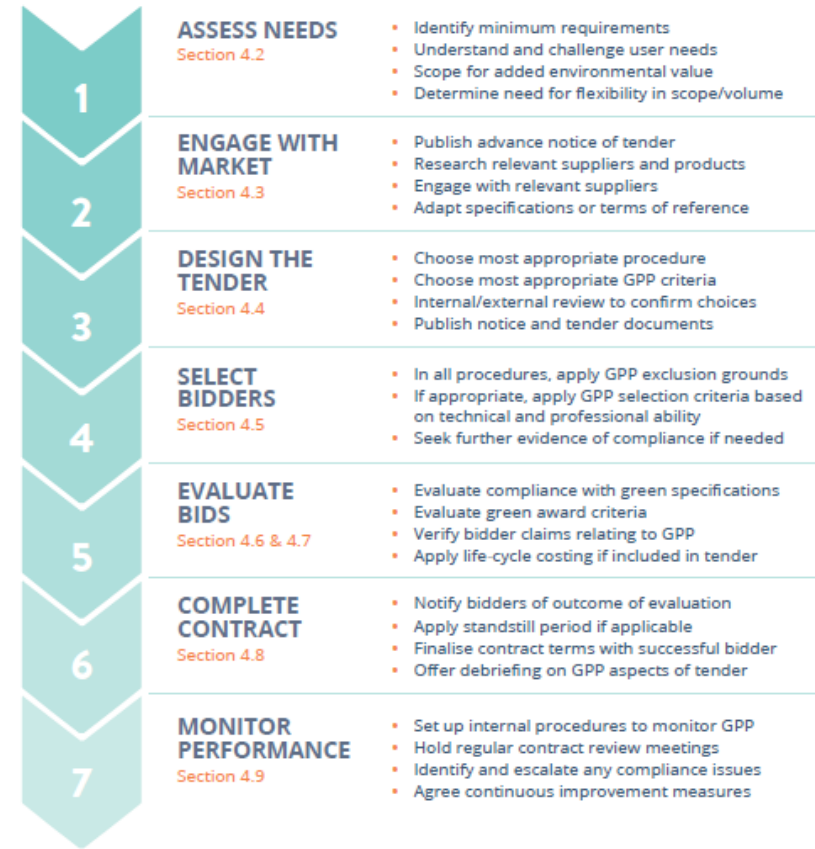 1
ASSESS NEEDS
Section 4.2
• Identify minimum requirements
• Understand and challenge user needs
• Scope for added environmental value
• Determine need for flexibility in scope/volume
2
ENGAGE WITH
MARKET
Section 4.3
• Publish advance notice of tender
• Research relevant suppliers and products
• Engage with relevant suppliers
• Adapt specifications or terms of reference
3
DESIGN THE
TENDER
Section 4.4
• Choose most appropriate procedure
• Choose most appropriate GPP criteria
• Internal/external review to confirm choices
• Publish notice and tender documents
4
SELECT
BIDDERS
Section 4.5
• In all procedures, apply GPP exclusion grounds
• If appropriate, apply GPP selection criteria based
on technical and professional ability
• Seek further evidence of compliance if needed
5
EVALUATE
BIDS
Section 4.6 & 4.7
• Evaluate compliance with green specifications
• Evaluate green award criteria
• Verify bidder claims relating to GPP
• Apply life-cycle costing if included in tender
6
COMPLETE
CONTRACT
Section 4.8
• Notify bidders of outcome of evaluation
• Apply standstill period if applicable
• Finalise contract terms with successful bidder
• Offer debriefing on GPP aspects of tender
7
MONITOR
PERFORMANCE
Section 4.9
• Set up internal procedures to monitor GPP
• Hold regular contract review meetings
• Identify and escalate any compliance issues
• Agree continuous improvement measures